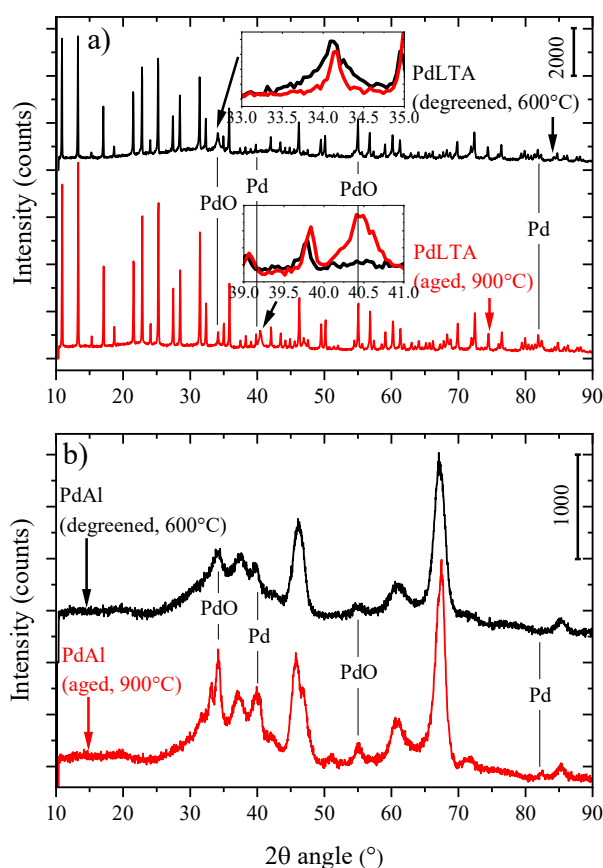 a)
2000
PdLTA
(degreened, 600°C)
33.0 33.5 34.0 34.5 35.0
Intensity (counts)
PdO
Pd
PdO
Pd
39.0 39.5 40.0 40.5 41.0
PdLTA
(aged, 900°C)
10 20 30 40 50 60 70 80 90
b)
1000
PdAl
(degreened, 600°C)
Intensity (counts)
PdO
Pd
PdO
Pd
PdAl
(aged, 900°C)
10 20 30 40 50 60 70 80 90
2θ angle (°)